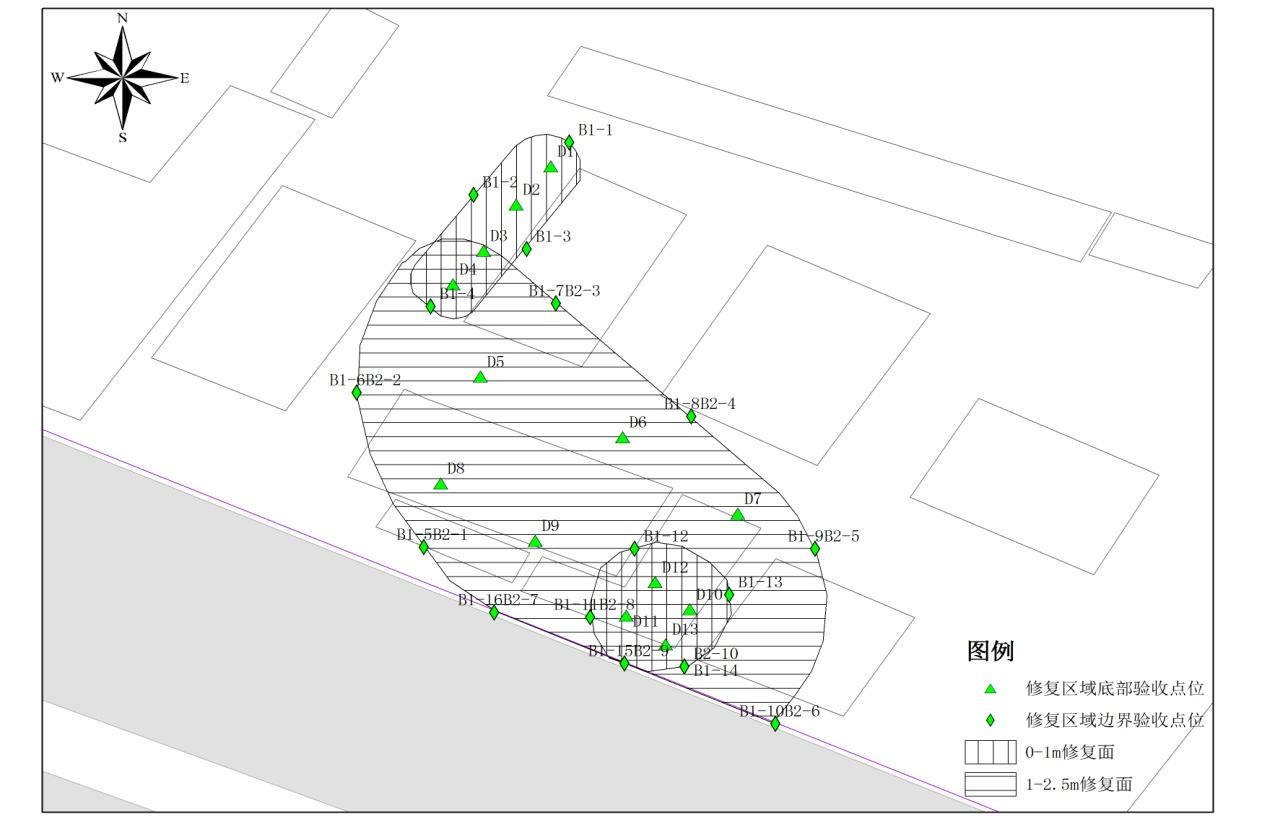 N
W
E
S
B1-1
D1
B1-2
D2
D3
B1-3
D4
B1-4
B1-7B2-3
D5
B1-6B2-2
B1-8B2-4
D6
D8
D7
D9
B1-5B2-1
B1-12
B1-9B2-5
D12
B1-13
D10
B1-16B2-7
B1-11B2-8
D11
D13
B1-15B2-9
B2-10
B1-14
B1-10B2-6
图例
修复区域底部验收点位
修复区域边界验收点位
0-1m修复面
1-2.5m修复面